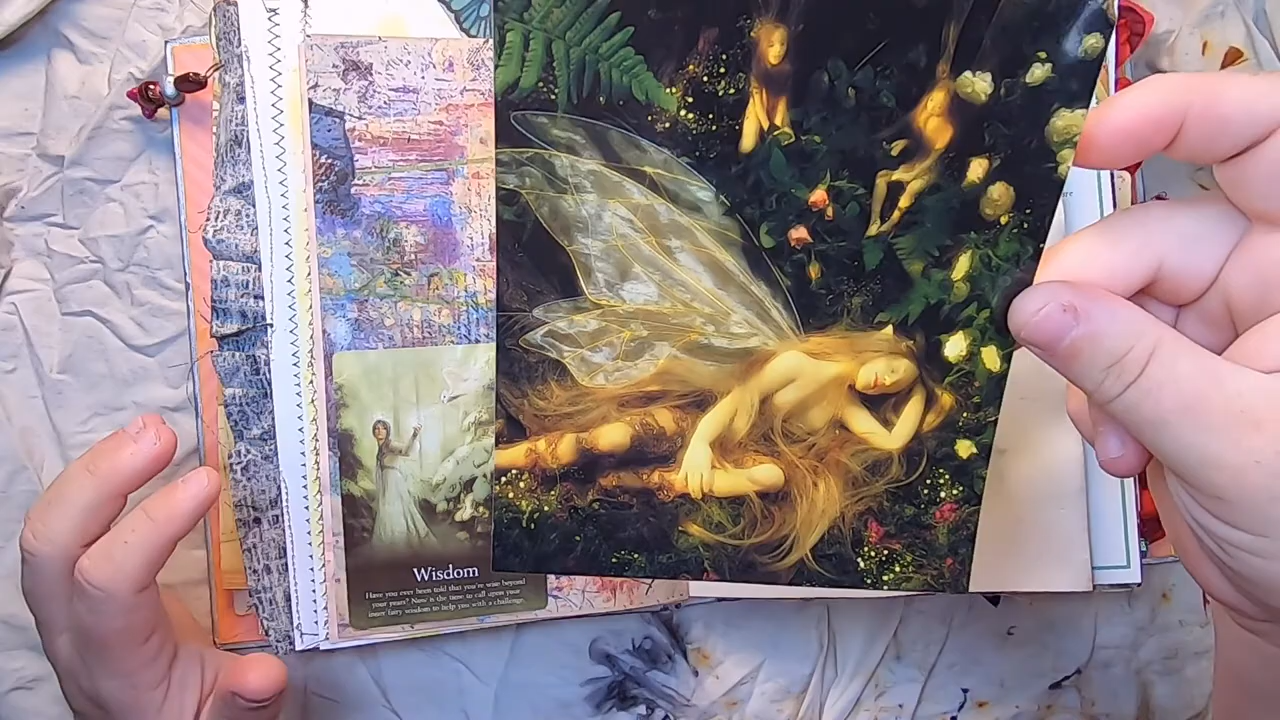 Wisdom
Have you ever been told that you're wise beyond
your years? Now is the time to call upon your
inner fairy wisdom to help you with a challenge.